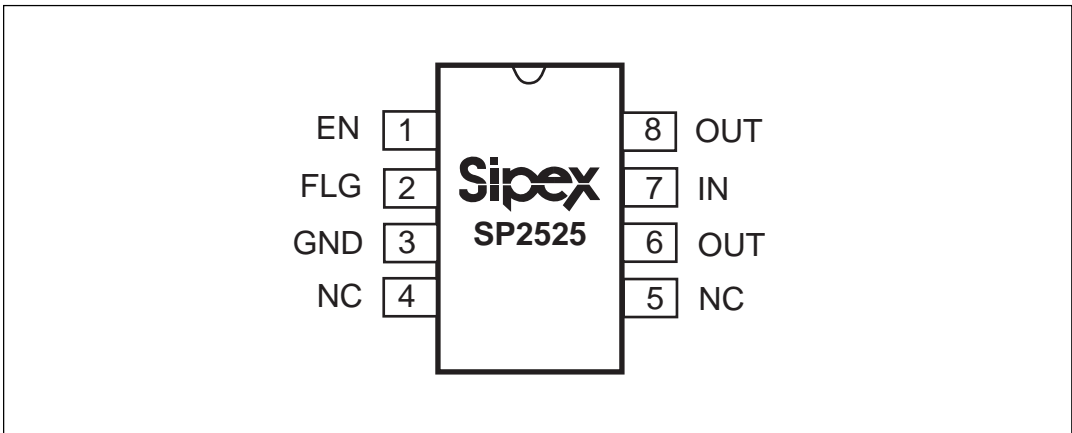 EN 1 8 OUT
FLG 2 Sipex 7 IN
GND 3 SP2525 6 OUT
NC 4 5 NC